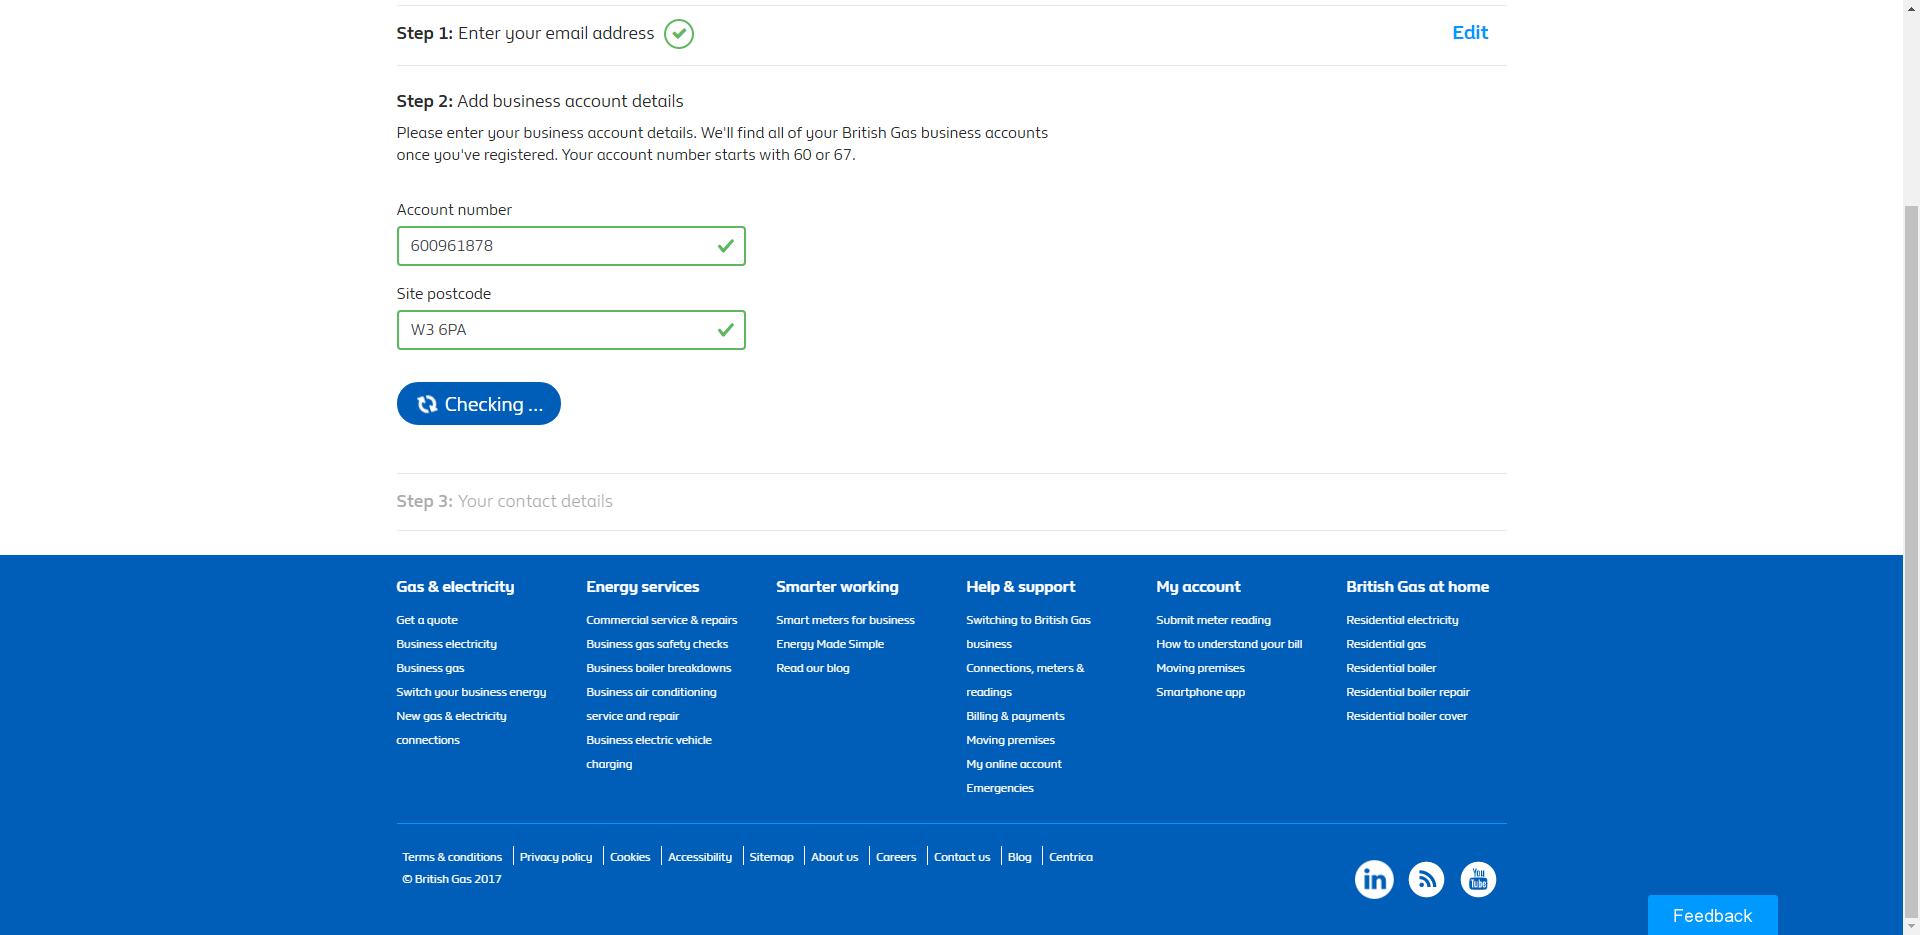 Step 1: Enter your email address
Edit
Step 2: Add business account details
Please enter your business account details. We'll find all of your British Gas business accounts
once you've registered. Your account number starts with 60 or 67.
Account number
600961878
Site postcode
W3 6PA
Checking ...
Step 3: Your contact details
Gas & electricity
Get a quote
Business electricity
Business gas
Switch your business energy
New gas & electricity
connections
Energy services
Commercial service & repairs
Business gas safety checks
Business boiler breakdowns
Business air conditioning
service and repair
Business electric vehicle
charging
Smarter working
Smart meters for business
Energy Made Simple
Read our blog
Help & support
Switching to British Gas
business
Connections, meters &
readings
Billing & payments
Moving premises
My online account
Emergencies
My account
Submit meter reading
How to understand your bill
Moving premises
Smartphone app
British Gas at home
Residential electricity
Residential gas
Residential boiler
Residential boiler repair
Residential boiler cover
Terms & conditions Privacy policy Cookies Accessibility Sitemap About us Careers Contact us Blog Centrica
© British Gas 2017
in
You
Tube
Feedback